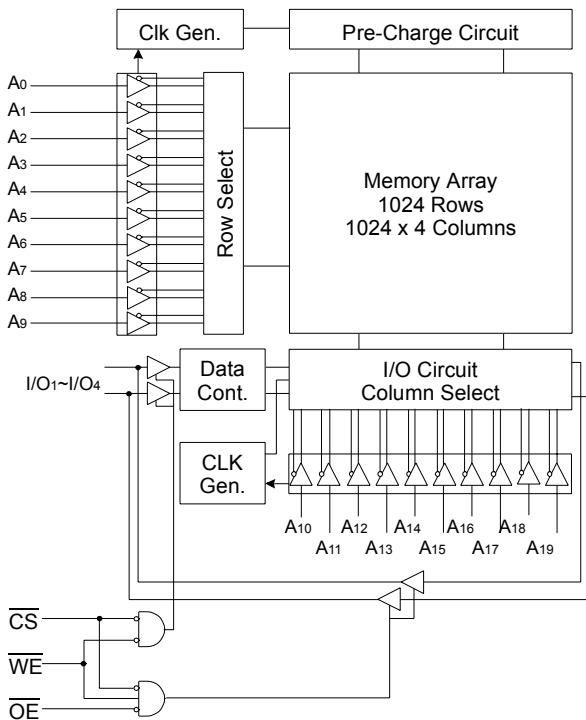 Clk Gen.
Pre-Charge Circuit
A0
A1
A2
A3
A4
A5
A6
A7
A8
A9
Row Select
Memory Array
1024 Rows
1024 x 4 Columns
I/O1~I/O4
Data
Cont.
I/O Circuit
Column Select
CLK
Gen.
A10
A12
A14
A16
A18
A11
A13
A15
A17
A19
CS
WE
OE